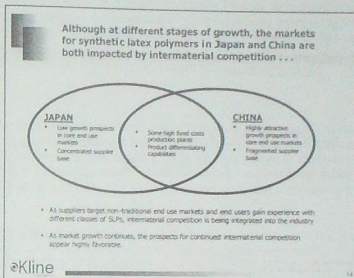 Although at different stages of growth, the markets
for synthetic latex polymers in Japan and China are
both impacted by intermaterial competition . . .
JAPAN
• Low growth prospects
in core end use
markets
• Concentrated supplier
base
• Some high fixed costs
production plants
• Product differentiating
capabilities
CHINA
• Highly attractive
growth prospects in
core end use markets
• Fragmented supplier
base
• As suppliers target non-traditional end use markets and end users gain experience with
different classes of SLPs, intermaterial competition is being integrated into the industry
• As market growth continues, the prospects for continued intermaterial competition
appear highly favorable.
Kline